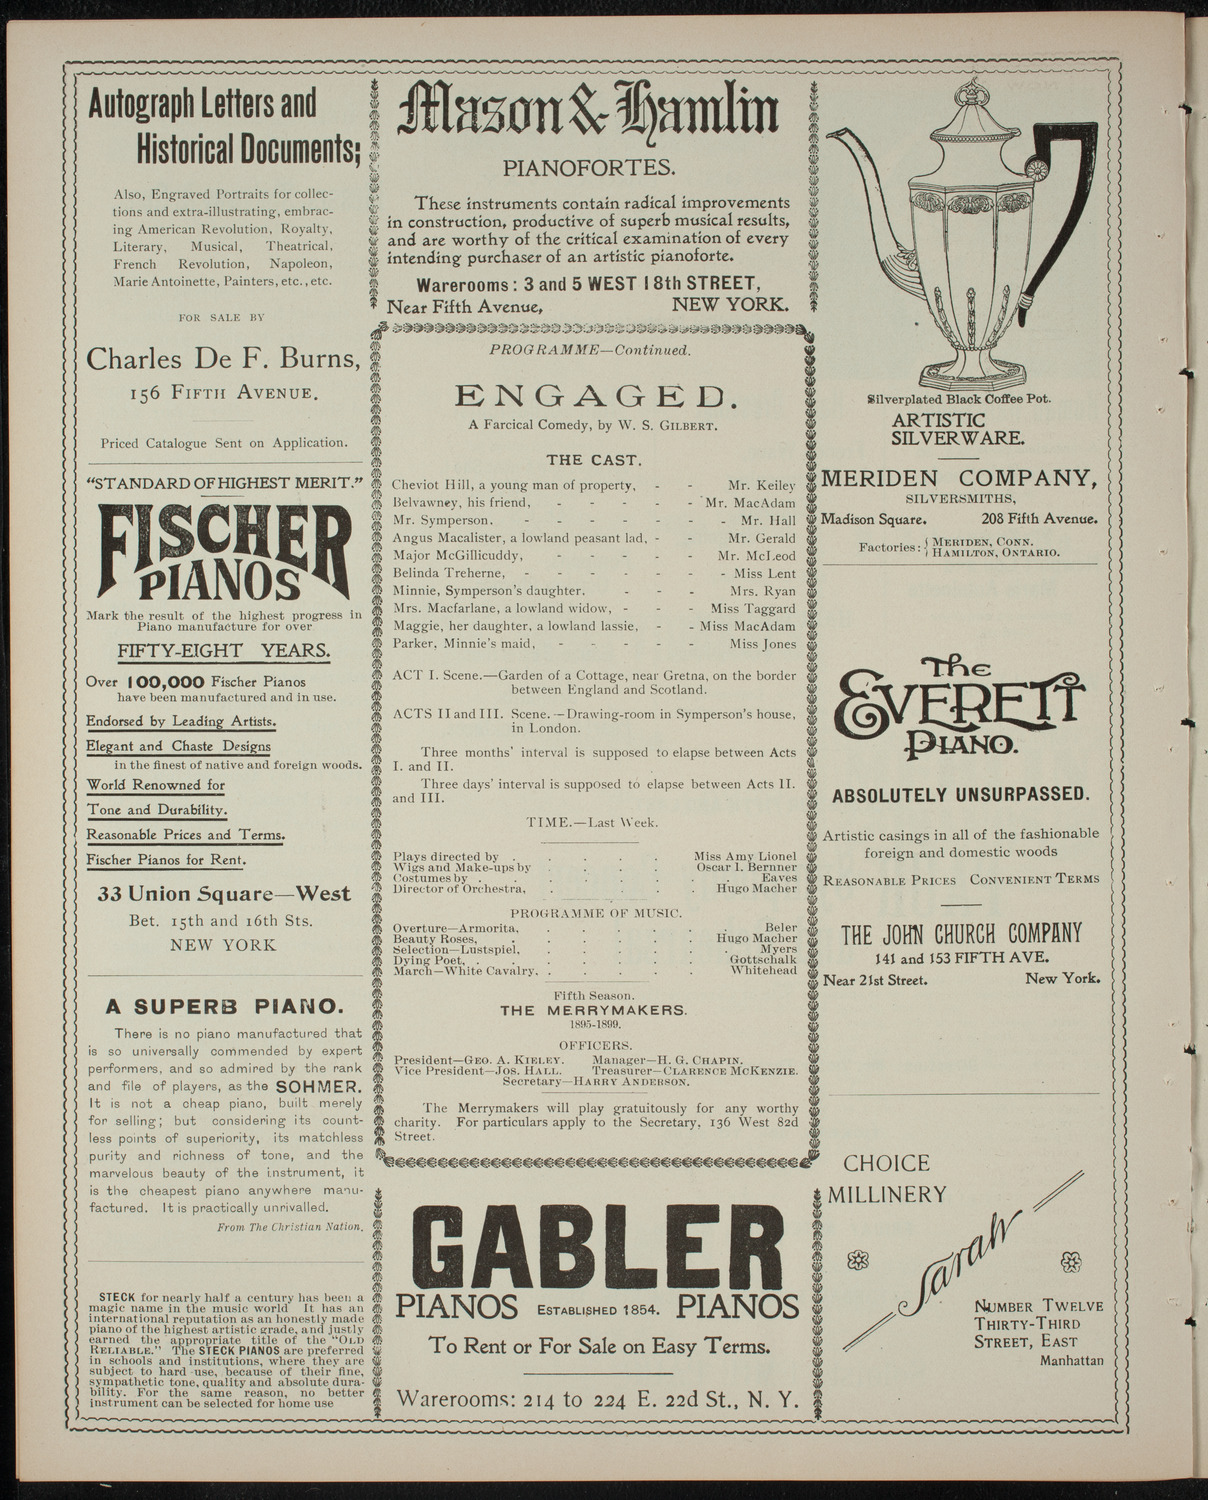 Autograph Letters and
Historical Documents;
Also, Engraved Portraits for collec-
tions and extra-illustrating, embrac-
ing American Revolution, Royalty,
Literary, Musical, Theatrical,
French Revolution, Napoleon,
Marie Antoinette, Painters, etc., etc.
FOR SALE BY
Charles De F. Burns,
156 FIFTH AVENUE.
Priced Catalogue Sent on Application.
"STANDARD OF HIGHEST MERIT."
FISCHER
PIANOS
Mark the result of the highest progress in
Piano manufacture for over
FIFTY-EIGHT YEARS.
Over 100,000 Fischer Pianos
have been manufactured and in use.
Endorsed by Leading Artists.
Elegant and Chaste Designs
in the finest of native and foreign woods.
World Renowned for
Tone and Durability.
Reasonable Prices and Terms.
Fischer Pianos for Rent.
33 Union Square—West
Bet. 15th and 16th Sts.
NEW YORK
A SUPERB PIANO.
There is no piano manufactured that
is so universally commended by expert
performers, and so admired by the rank
and file of players, as the SOHMER.
It is not a cheap piano, built merely
for selling; but considering its count-
less points of superiority, its matchless
purity and richness of tone, and the
marvelous beauty of the instrument, it
is the cheapest piano anywhere manu-
factured. It is practically unrivalled.
From The Christian Nation.
STECK for nearly half a century has been a
magic name in the music world It has an
international reputation as an honestly made
piano of the highest artistic grade, and justly
earned the appropriate title of the "OLD
RELIABLE." The STECK PIANOS are preferred
in schools and institutions, where they are
subject to hard use, because of their fine,
sympathetic tone, quality and absolute dura-
bility. For the same reason, no better
instrument can be selected for home use
Mason & Hamlin
PIANOFORTES.
These instruments contain radical improvements
in construction, productive of superb musical results,
and are worthy of the critical examination of every
intending purchaser of an artistic pianoforte.
Warerooms: 3 and 5 WEST 18th STREET,
Near Fifth Avenue, NEW YORK.
PROGRAMME—Continued.
ENGAGED.
A Farcical Comedy, by W. S. GILBERT.
THE CAST.
Cheviot Hill, a young man of property, - - Mr. Keiley
Belvawney, his friend, - - - - - Mr. MacAdam
Mr. Symperson, - - - - - - - Mr. Hall
Angus Macalister, a lowland peasant lad, - - Mr. Gerald
Major McGillicuddy, - - - - - Mr. McLeod
Belinda Treherne, - - - - - - - Miss Lent
Minnie, Symperson's daughter, - - - Mrs. Ryan
Mrs. Macfarlane, a lowland widow, - - - Miss Taggard
Maggie, her daughter, a lowland lassie, - - Miss MacAdam
Parker, Minnie's maid, - - - - - Miss Jones
ACT I. Scene.—Garden of a Cottage, near Gretna, on the border
between England and Scotland.
ACTS II and III. Scene.—Drawing-room in Symperson's house,
in London.
Three months' interval is supposed to elapse between Acts
I. and II.
Three days' interval is supposed to elapse between Acts II.
and III.
TIME.—Last Week.
Plays directed by . . . . . Miss Amy Lionel
Wigs and Make-ups by . . . . Oscar I. Bernner
Costumes by . . . . . . . Eaves
Director of Orchestra, . . . . . Hugo Macher
PROGRAMME OF MUSIC.
Overture—Armorita, . . . . . . Beler
Beauty Roses, . . . . . . Hugo Macher
Selection—Lustspiel, . . . . . . Myers
Dying Poet, . . . . . . . Gottschalk
March—White Cavalry, . . . . . Whitehead
Fifth Season.
THE MERRYMAKERS.
1895-1899.
OFFICERS.
President—GEO. A. KIELEY. Manager—H. G. CHAPIN.
Vice President—JOS. HALL. Treasurer—CLARENCE MCKENZIE.
Secretary—HARRY ANDERSON.
The Merrymakers will play gratuitously for any worthy
charity. For particulars apply to the Secretary, 136 West 82d
Street.
GABLER
PIANOS ESTABLISHED 1854. PIANOS
To Rent or For Sale on Easy Terms.
Warerooms: 214 to 224 E. 22d St., N. Y.
Silverplated Black Coffee Pot.
ARTISTIC
SILVERWARE.
MERIDEN COMPANY,
SILVERSMITHS,
Madison Square. 208 Fifth Avenue.
Factories: { MERIDEN, CONN.
HAMILTON, ONTARIO.
The
EVERETT
PIANO.
ABSOLUTELY UNSURPASSED.
Artistic casings in all of the fashionable
foreign and domestic woods
REASONABLE PRICES CONVENIENT TERMS
THE JOHN CHURCH COMPANY
141 and 153 FIFTH AVE.
Near 21st Street. New York.
CHOICE
MILLINERY
Sarah
NUMBER TWELVE
THIRTY-THIRD
STREET, EAST
Manhattan